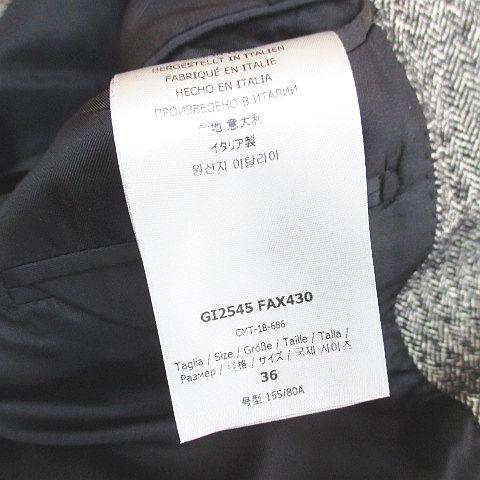 HERGESTELLT IN ITALIEN
FABRIQUÉ EN ITALIE
HECHO EN ITALIA
ПРОИЗВЕДЕНО В ИТАЛИИ
地 意大利
イタリア製
원산지 이탈리아
GI2545 FAX430
CMT-18-686
Taglia / Size / Größe / Taille / Talla /
Размер / 格 / サイズ / 국제 사이즈
36
号型 155/80A